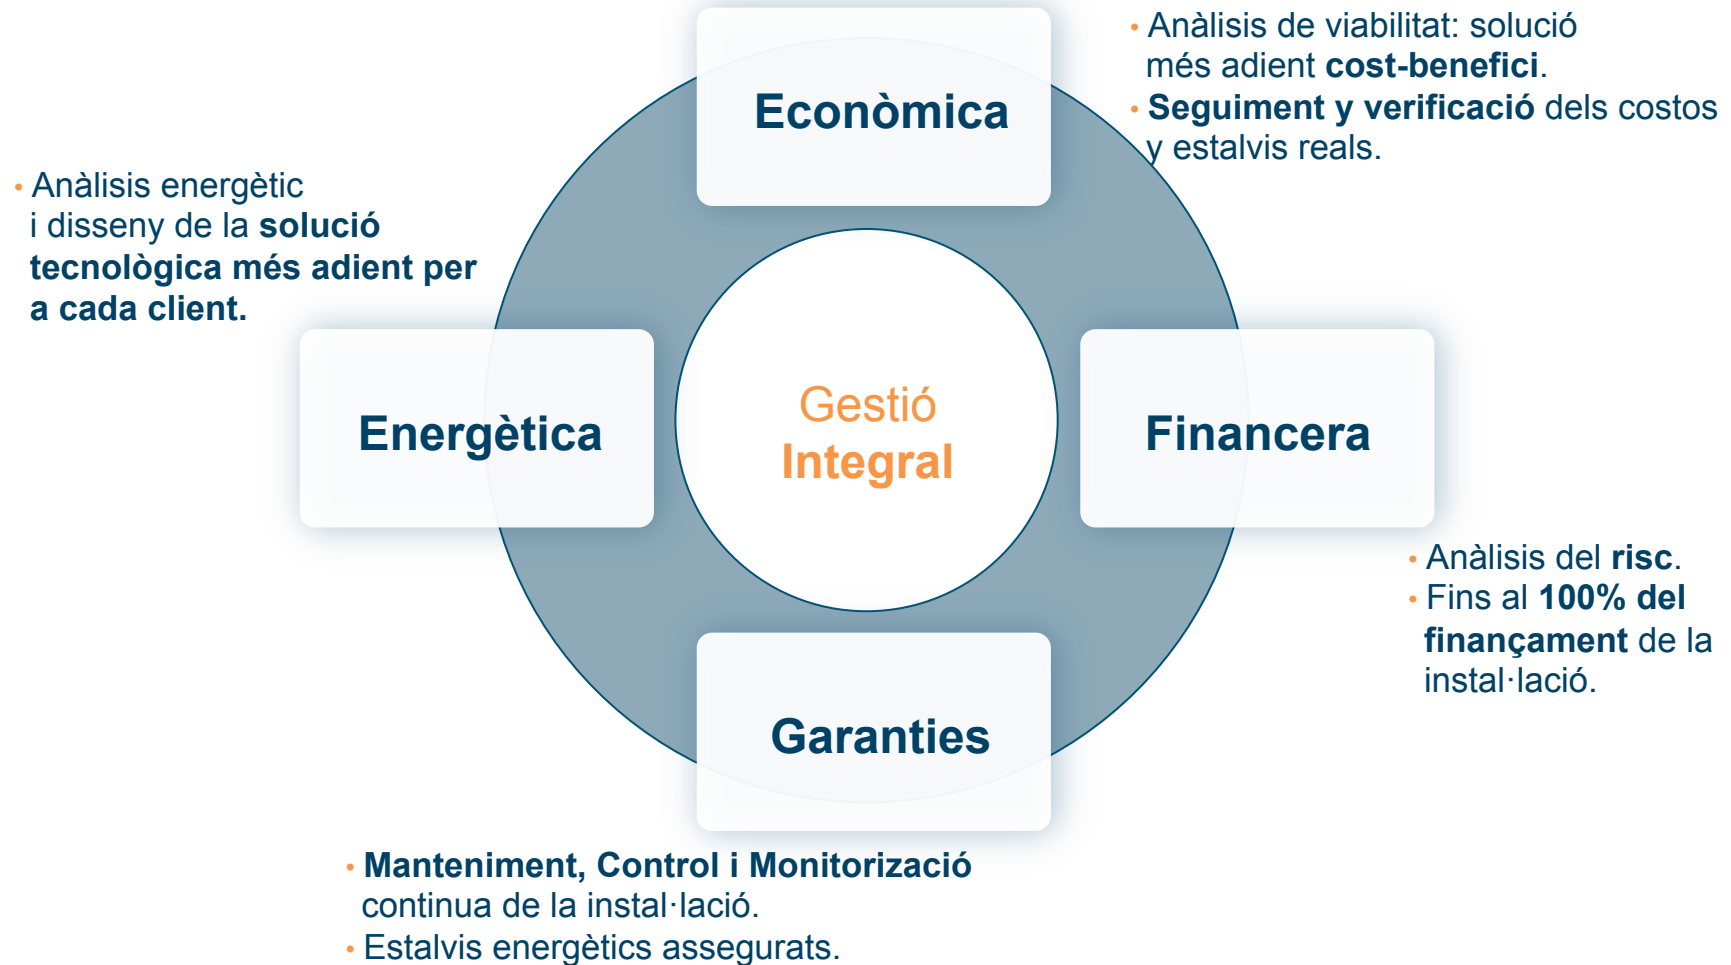 Econòmica
• Anàlisis de viabilitat: solució
més adient cost-benefici.
• Seguiment y verificació dels costos
y estalvis reals.
• Anàlisis energètic
i disseny de la solució
tecnològica més adient per
a cada client.
Energètica
Gestió
Integral
Financera
• Anàlisis del risc.
• Fins al 100% del
finançament de la
instal·lació.
Garanties
• Manteniment, Control i Monitorizació
continua de la instal·lació.
• Estalvis energètics assegurats.